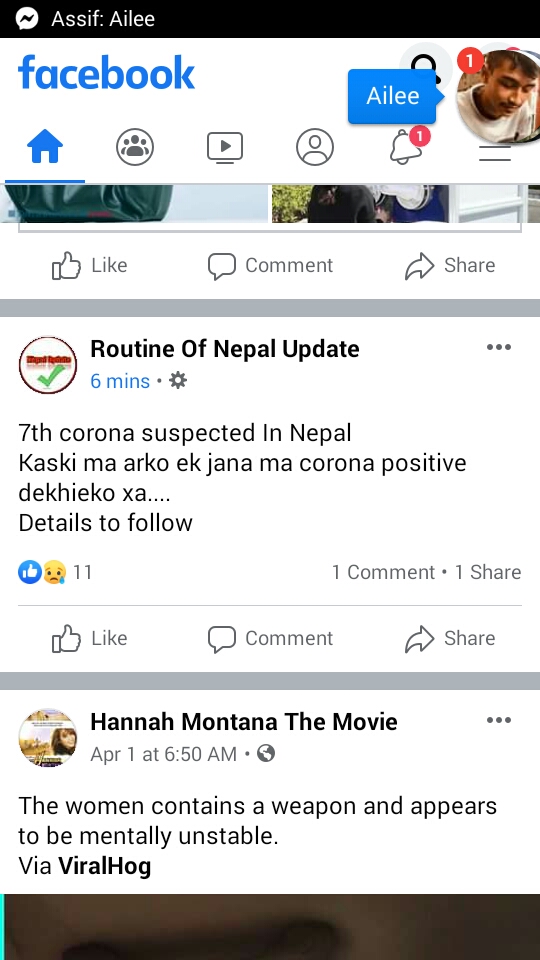 Assif: Ailee
facebook
1
Ailee
1
Like Comment Share
Routine Of Nepal Update
6 mins •
7th corona suspected In Nepal
Kaski ma arko ek jana ma corona positive
dekhieko xa....
Details to follow
11 1 Comment • 1 Share
Like Comment Share
Hannah Montana The Movie
Apr 1 at 6:50 AM •
The women contains a weapon and appears
to be mentally unstable.
Via ViralHog